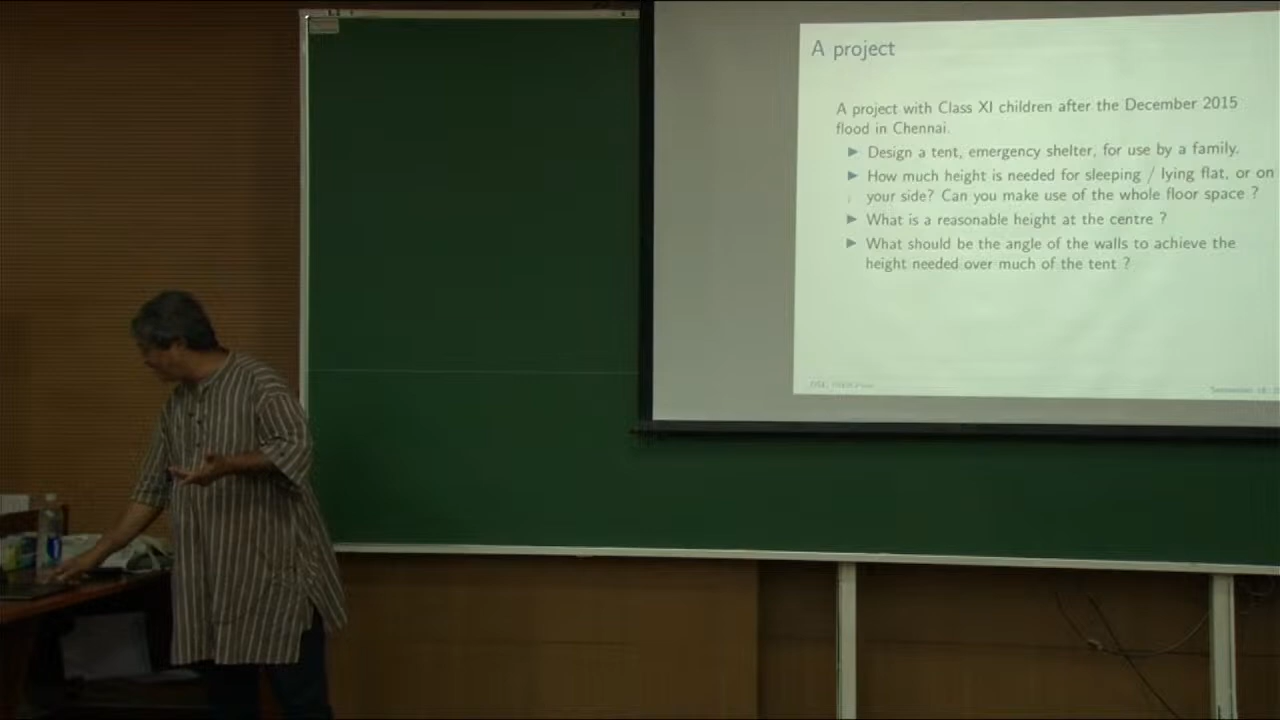 A project
A project with Class XI children after the December 2015
flood in Chennai.
▶ Design a tent, emergency shelter, for use by a family.
▶ How much height is needed for sleeping / lying flat, or on
your side? Can you make use of the whole floor space ?
▶ What is a reasonable height at the centre ?
▶ What should be the angle of the walls to achieve the
height needed over much of the tent ?